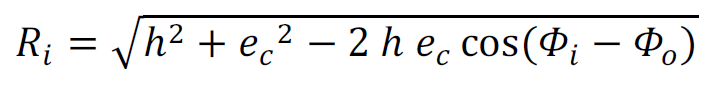 R_i = √(h² + e_c² − 2 h e_c cos(Φ_i − Φ_o))